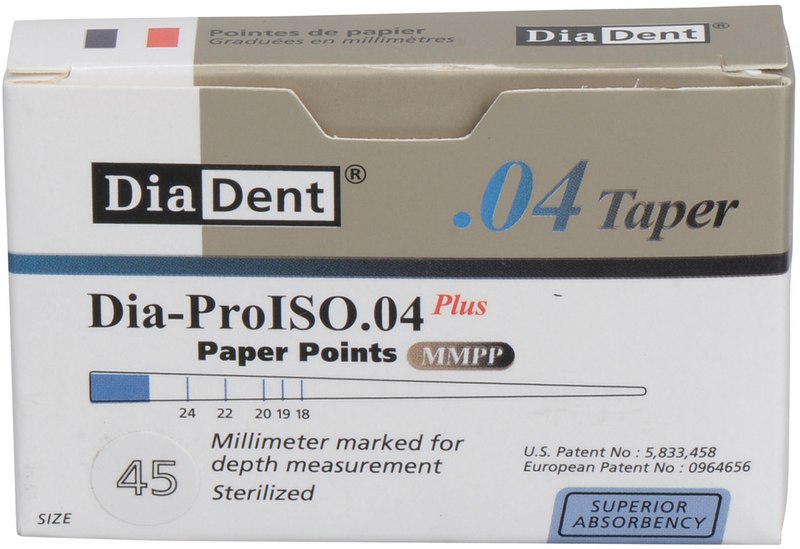 Pointes de papier
Graduées en millimètres
DiaDent®
DiaDent®
.04 Taper
Dia-ProISO.04 Plus
Paper Points MMPP
24 22 20 19 18
Millimeter marked for
depth measurement
Sterilized
45
SIZE
U.S. Patent No : 5,833,458
European Patent No : 0964656
SUPERIOR
ABSORBENCY